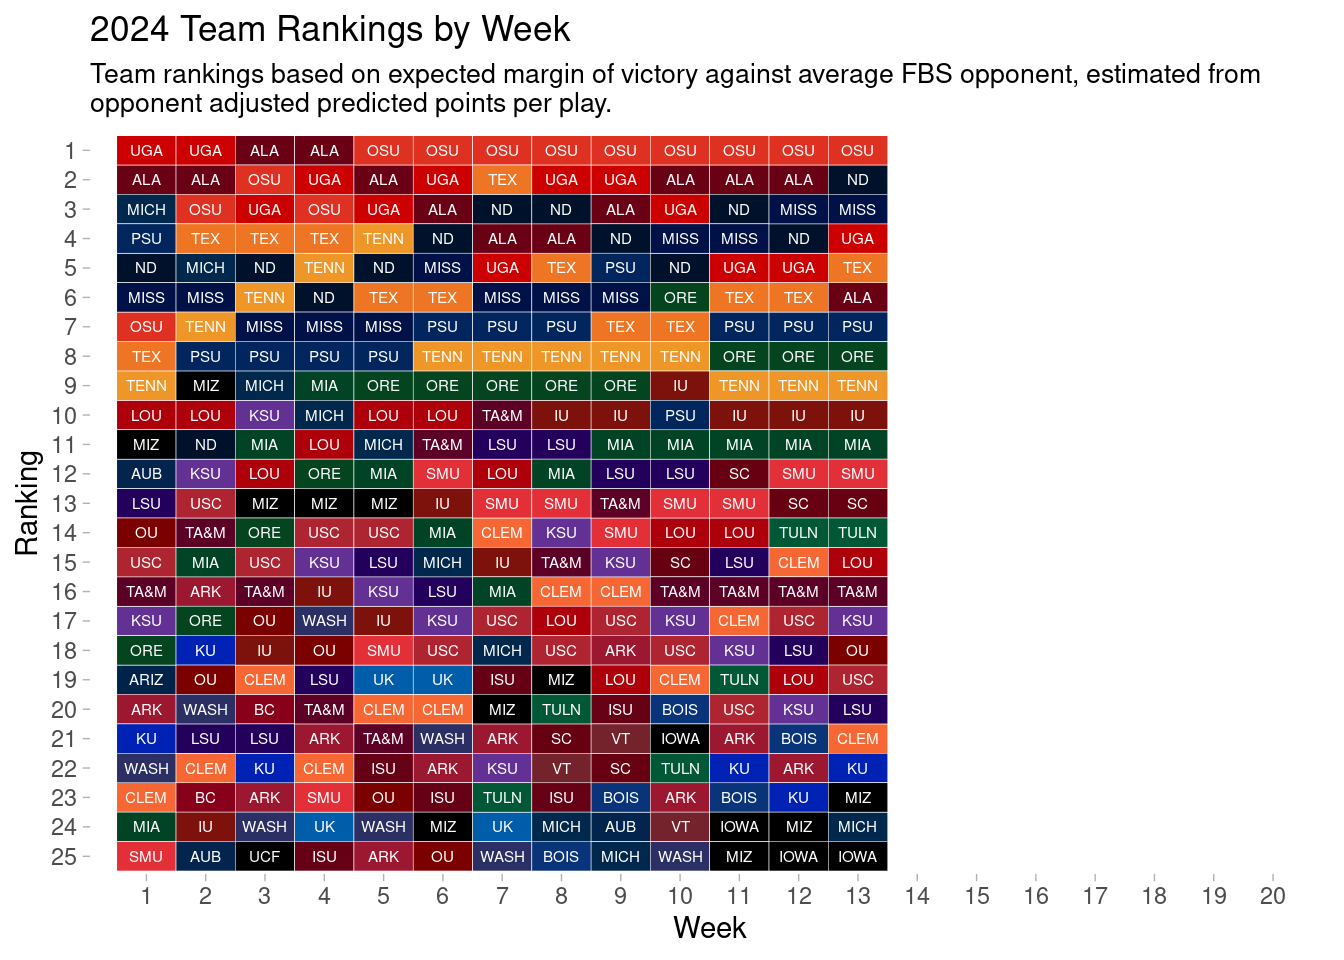 2024 Team Rankings by Week
Team rankings based on expected margin of victory against average FBS opponent, estimated from
opponent adjusted predicted points per play.
Ranking
1 UGA UGA ALA ALA OSU OSU OSU OSU OSU OSU OSU OSU OSU
2 ALA ALA OSU UGA ALA UGA TEX UGA UGA ALA ALA ALA ND
3 MICH OSU UGA OSU UGA ALA ND ND ALA UGA ND MISS MISS
4 PSU TEX TEX TEX TENN ND ALA ALA ND MISS MISS ND UGA
5 ND MICH ND TENN ND MISS UGA TEX PSU ND UGA UGA TEX
6 MISS MISS TENN ND TEX TEX MISS MISS MISS ORE TEX TEX ALA
7 OSU TENN MISS MISS MISS PSU PSU PSU TEX TEX PSU PSU PSU
8 TEX PSU PSU PSU PSU TENN TENN TENN TENN TENN ORE ORE ORE
9 TENN MIZ MICH MIA ORE ORE ORE ORE ORE IU TENN TENN TENN
10 LOU LOU KSU MICH LOU LOU TA&M IU IU PSU IU IU IU
11 MIZ ND MIA LOU MICH TA&M LSU LSU MIA MIA MIA MIA MIA
12 AUB KSU LOU ORE MIA SMU LOU MIA LSU LSU SC SMU SMU
13 LSU USC MIZ MIZ MIZ IU SMU SMU TA&M SMU SMU SC SC
14 OU TA&M ORE USC USC MIA CLEM KSU SMU LOU LOU TULN TULN
15 USC MIA USC KSU LSU MICH IU TA&M KSU SC LSU CLEM LOU
16 TA&M ARK TA&M IU KSU LSU MIA CLEM CLEM TA&M TA&M TA&M TA&M
17 KSU ORE OU WASH IU KSU USC LOU USC KSU CLEM USC KSU
18 ORE KU IU OU SMU USC MICH USC ARK USC KSU LSU OU
19 ARIZ OU CLEM LSU UK UK ISU MIZ LOU CLEM TULN LOU USC
20 ARK WASH BC TA&M CLEM CLEM MIZ TULN ISU BOIS USC KSU LSU
21 KU LSU LSU ARK TA&M WASH ARK SC VT IOWA ARK BOIS CLEM
22 WASH CLEM KU CLEM ISU ARK KSU VT SC TULN KU ARK KU
23 CLEM BC ARK SMU OU ISU TULN ISU BOIS ARK BOIS KU MIZ
24 MIA IU WASH UK WASH MIZ UK MICH AUB VT IOWA MIZ MICH
25 SMU AUB UCF ISU ARK OU WASH BOIS MICH WASH MIZ IOWA IOWA
1 2 3 4 5 6 7 8 9 10 11 12 13 14 15 16 17 18 19 20
Week